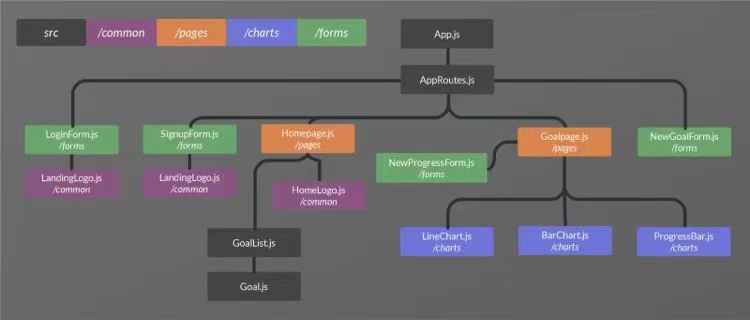 src /common /pages /charts /forms
App.js
AppRoutes.js
LoginForm.js
/forms
SignupForm.js
/forms
Homepage.js
/pages
Goalpage.js
/pages
NewGoalForm.js
/forms
NewProgressForm.js
/forms
LandingLogo.js
/common
LandingLogo.js
/common
HomeLogo.js
/common
GoalList.js
LineChart.js
/charts
BarChart.js
/charts
ProgressBar.js
/charts
Goal.js